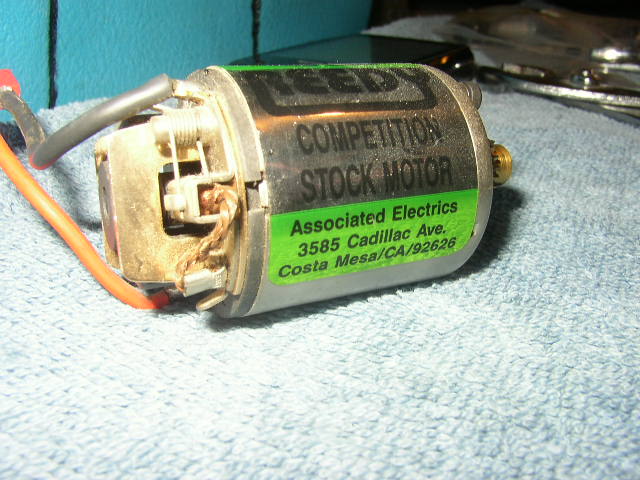 REEDY
COMPETITION
STOCK MOTOR
Associated Electrics
3585 Cadillac Ave.
Costa Mesa/CA/92626